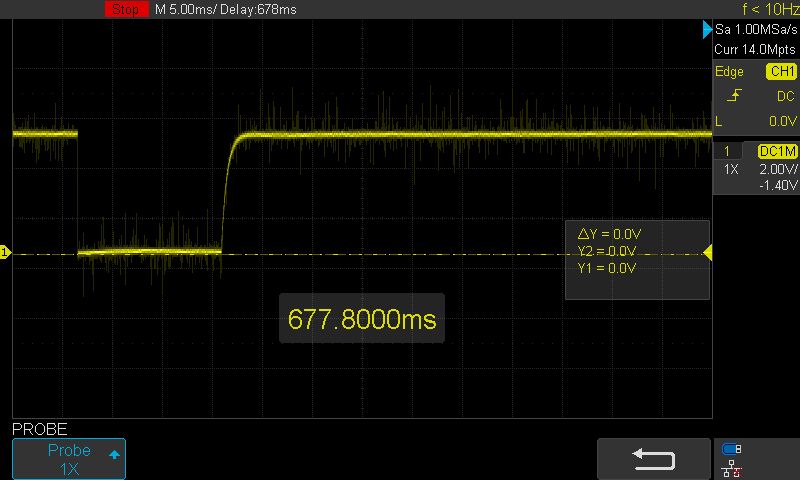 Stop M 5.00ms/ Delay:678ms f < 10Hz
Sa 1.00MSa/s
Curr 14.0Mpts
Edge CH1
DC
L 0.0V
1 DC1M
1X 2.00V/
-1.40V
1
ΔY = 0.0V
Y2 = 0.0V
Y1 = 0.0V
677.8000ms
PROBE
Probe
1X